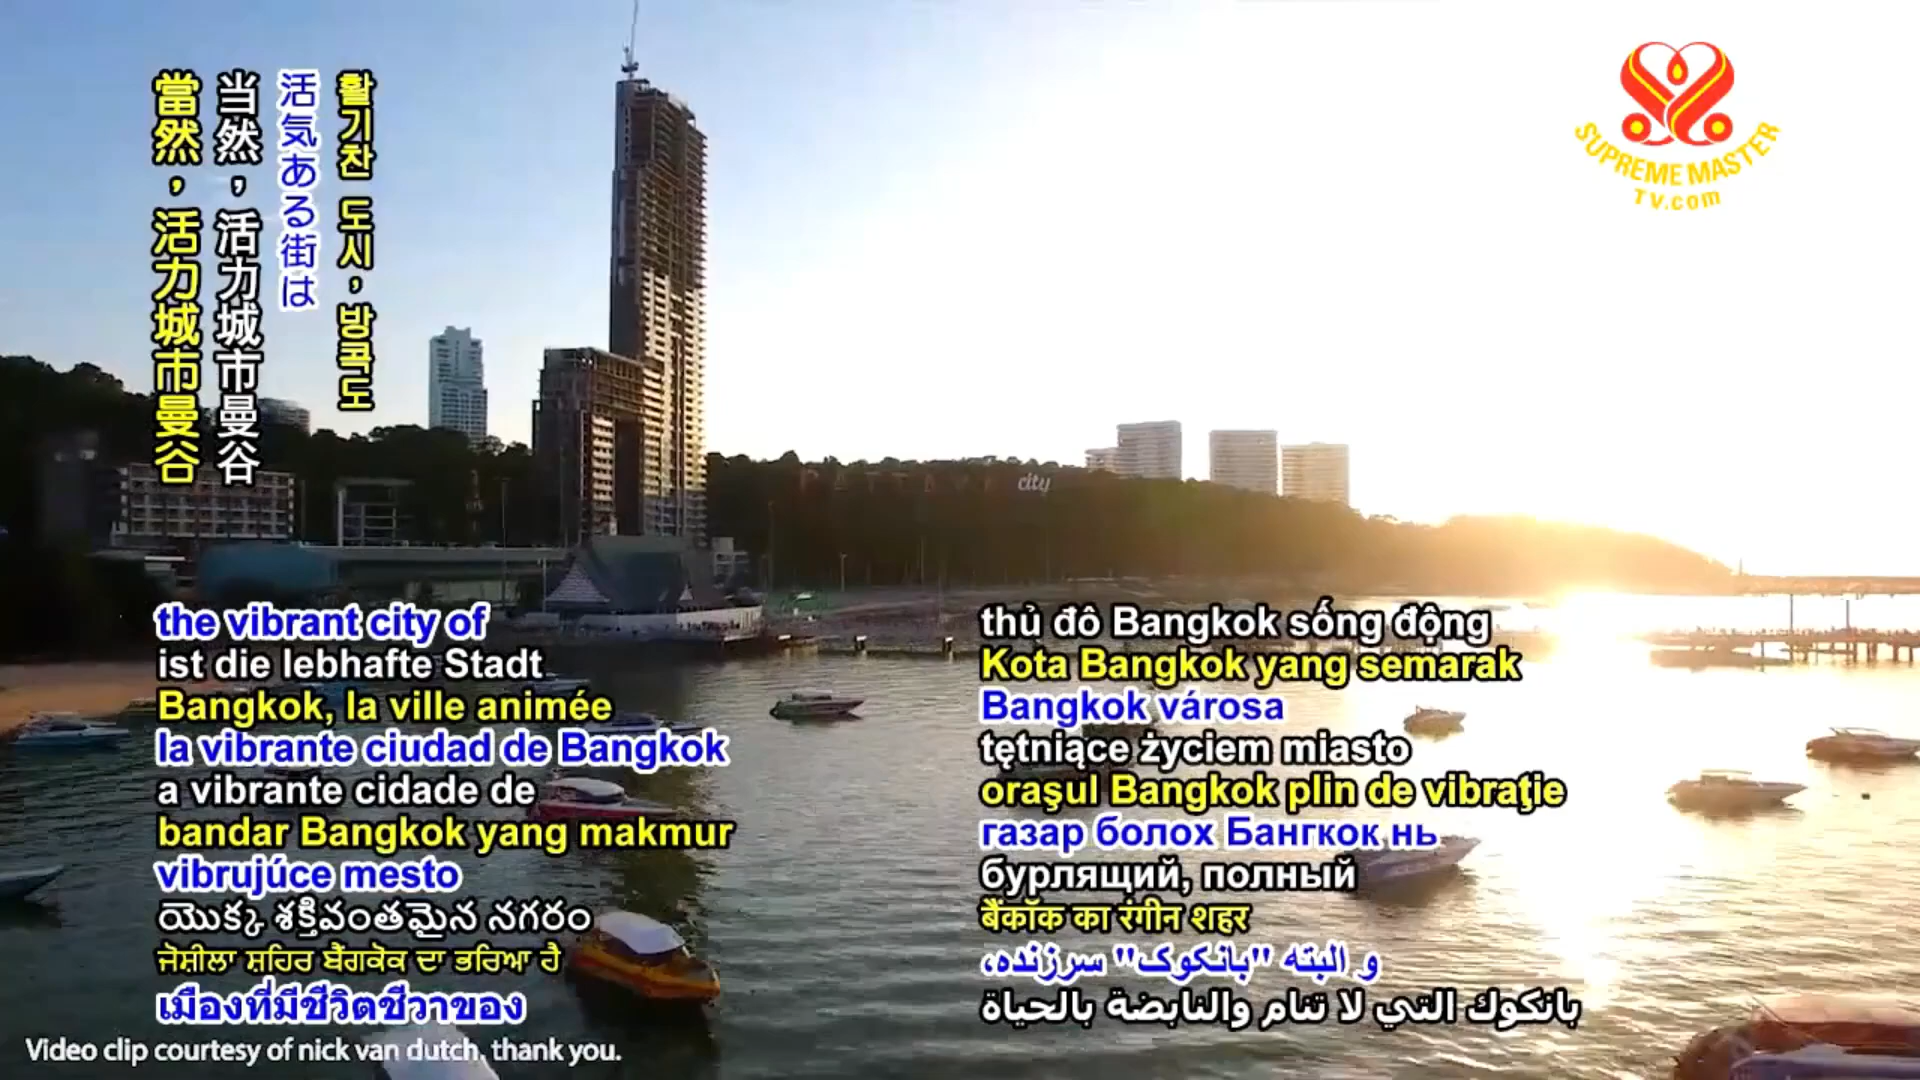 當然，活力城市曼谷
当然，活力城市曼谷
活気ある街は
활기찬 도시, 방콕도
SUPREME MASTER
TV.com
city
the vibrant city of
ist die lebhafte Stadt
Bangkok, la ville animée
la vibrante ciudad de Bangkok
a vibrante cidade de
bandar Bangkok yang makmur
vibrujúce mesto
యొక్క శక్తివంతమైన నగరం
ਜੋਸ਼ੀਲਾ ਸ਼ਹਿਰ ਬੈਂਗਕੋਕ ਦਾ ਭਰਿਆ ਹੈ
เมืองที่มีชีวิตชีวาของ
thủ đô Bangkok sống động
Kota Bangkok yang semarak
Bangkok városa
tętniące życiem miasto
oraşul Bangkok plin de vibraţie
газар болох Бангкок нь
бурлящий, полный
बैंकॉक का रंगीन शहर
و البته "بانکوک" سرزنده،
بانكوك التي لا تنام والنابضة بالحياة
Video clip courtesy of nick van dutch, thank you.